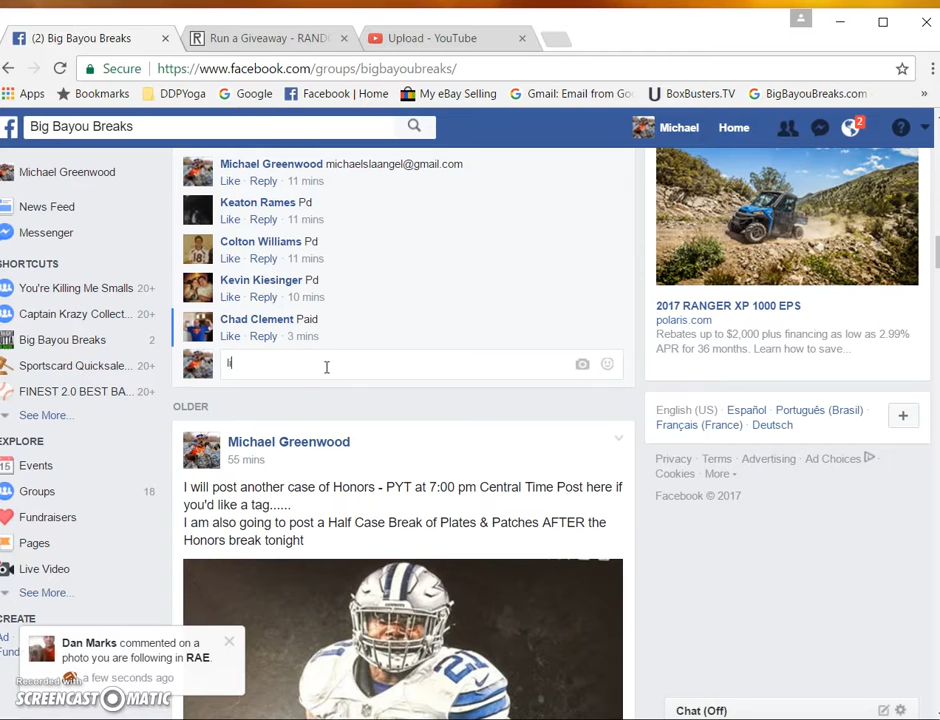 (2) Big Bayou Breaks
Run a Giveaway - RAND
Upload - YouTube
Secure
https://www.facebook.com/groups/bigbayoubreaks/
Apps
Bookmarks
DDPYoga
Google
Facebook | Home
My eBay Selling
Gmail: Email from Go
BoxBusters.TV
BigBayouBreaks.com
»
Big Bayou Breaks
Michael
Home
2
Michael Greenwood
News Feed
Messenger
SHORTCUTS
You're Killing Me Smalls 20+
Captain Krazy Collect... 20+
Big Bayou Breaks 2
Sportscard Quicksale... 20+
FINEST 2.0 BEST BA... 20+
See More...
EXPLORE
Events
15
Groups 18
Fundraisers
Pages
Live Video
See More...
CREATE
Ad
Fund
Michael Greenwood michaelslaangel@gmail.com
Like · Reply · 11 mins
Keaton Rames Pd
Like · Reply · 11 mins
Colton Williams Pd
Like · Reply · 11 mins
Kevin Kiesinger Pd
Like · Reply · 10 mins
Chad Clement Paid
Like · Reply · 3 mins
li
OLDER
Michael Greenwood
55 mins
I will post another case of Honors - PYT at 7:00 pm Central Time Post here if
you'd like a tag......
I am also going to post a Half Case Break of Plates & Patches AFTER the
Honors break tonight
21
2017 RANGER XP 1000 EPS
polaris.com
Rebates up to $2,000 plus financing as low as 2.99%
APR for 36 months. Learn how to save...
English (US) · Español · Português (Brasil) ·
Français (France) · Deutsch
Privacy · Terms · Advertising · Ad Choices ·
Cookies · More
Facebook © 2017
Dan Marks commented on a
photo you are following in RAE.
a few seconds ago
Recorded with
SCREENCAST-O-MATIC
Chat (Off)